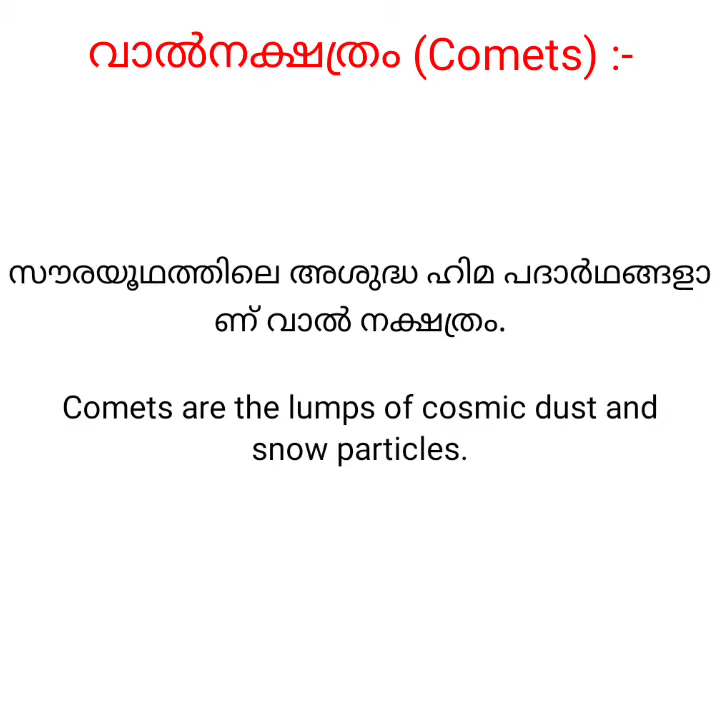 വാൽനക്ഷത്രം (Comets) :-
സൗരയൂഥത്തിലെ അശുദ്ധ ഹിമ പദാർഥങ്ങളാ
ണ് വാൽ നക്ഷത്രം.
Comets are the lumps of cosmic dust and
snow particles.